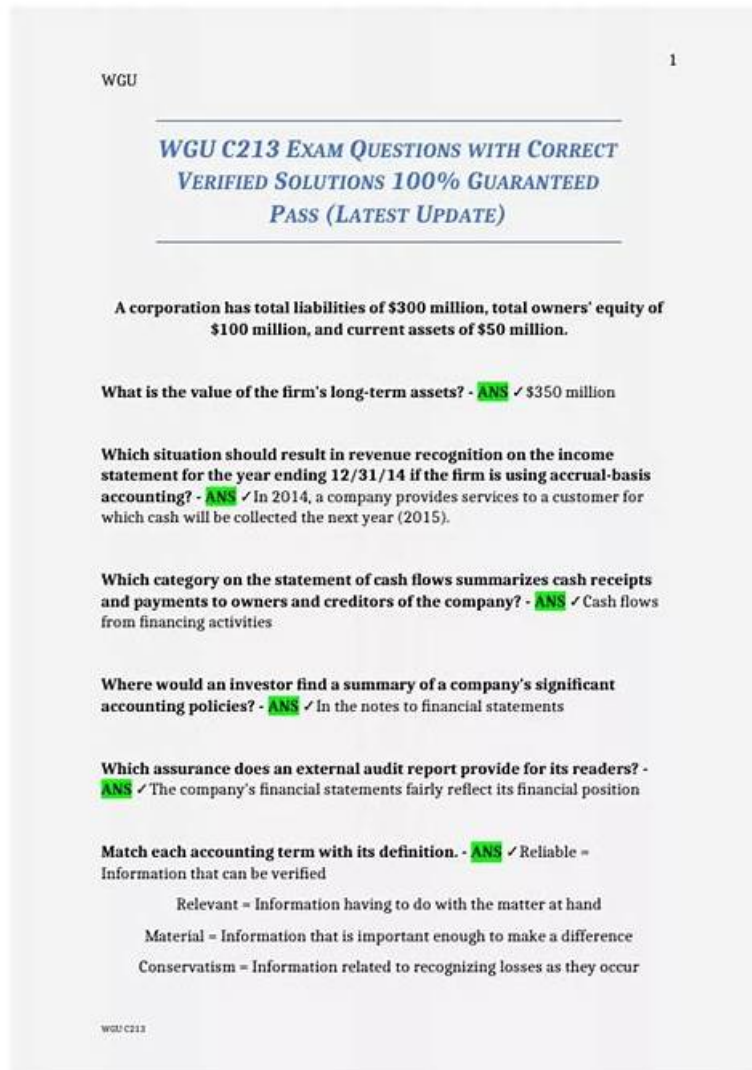 1
WGU
WGU C213 EXAM QUESTIONS WITH CORRECT
VERIFIED SOLUTIONS 100% GUARANTEED
PASS (LATEST UPDATE)
A corporation has total liabilities of $300 million, total owners' equity of
$100 million, and current assets of $50 million.
What is the value of the firm's long-term assets? - ANS ✓$350 million
Which situation should result in revenue recognition on the income
statement for the year ending 12/31/14 if the firm is using accrual-basis
accounting? - ANS ✓In 2014, a company provides services to a customer for
which cash will be collected the next year (2015).
Which category on the statement of cash flows summarizes cash receipts
and payments to owners and creditors of the company? - ANS ✓Cash flows
from financing activities
Where would an investor find a summary of a company's significant
accounting policies? - ANS ✓In the notes to financial statements
Which assurance does an external audit report provide for its readers? -
ANS ✓The company's financial statements fairly reflect its financial position
Match each accounting term with its definition. - ANS ✓Reliable =
Information that can be verified
Relevant = Information having to do with the matter at hand
Material = Information that is important enough to make a difference
Conservatism = Information related to recognizing losses as they occur
WGU C213